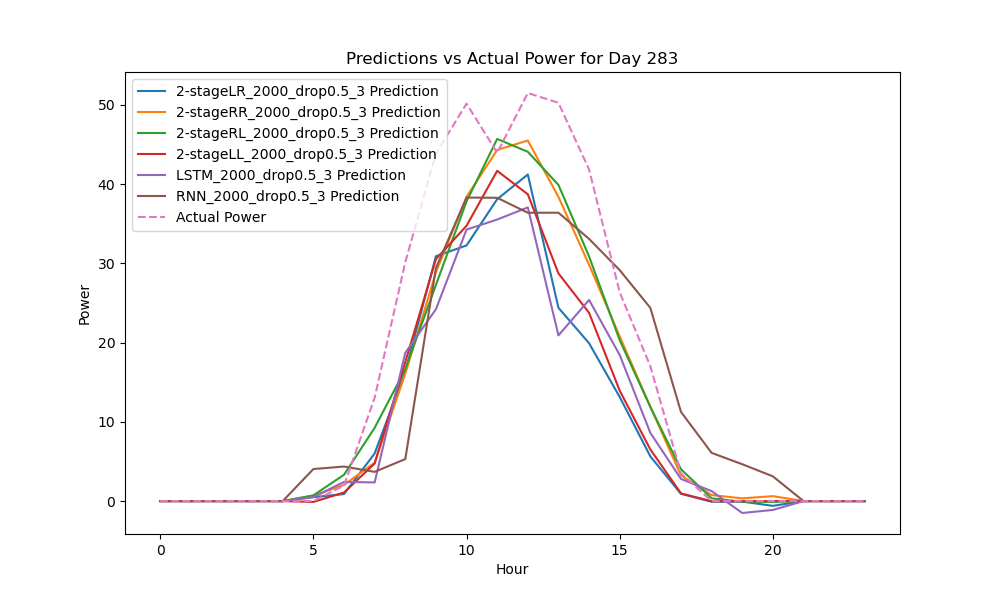 Predictions vs Actual Power for Day 283
2-stageLR_2000_drop0.5_3 Prediction
2-stageRR_2000_drop0.5_3 Prediction
2-stageRL_2000_drop0.5_3 Prediction
2-stageLL_2000_drop0.5_3 Prediction
LSTM_2000_drop0.5_3 Prediction
RNN_2000_drop0.5_3 Prediction
Actual Power
Power
50
40
30
20
10
0
0 5 10 15 20
Hour